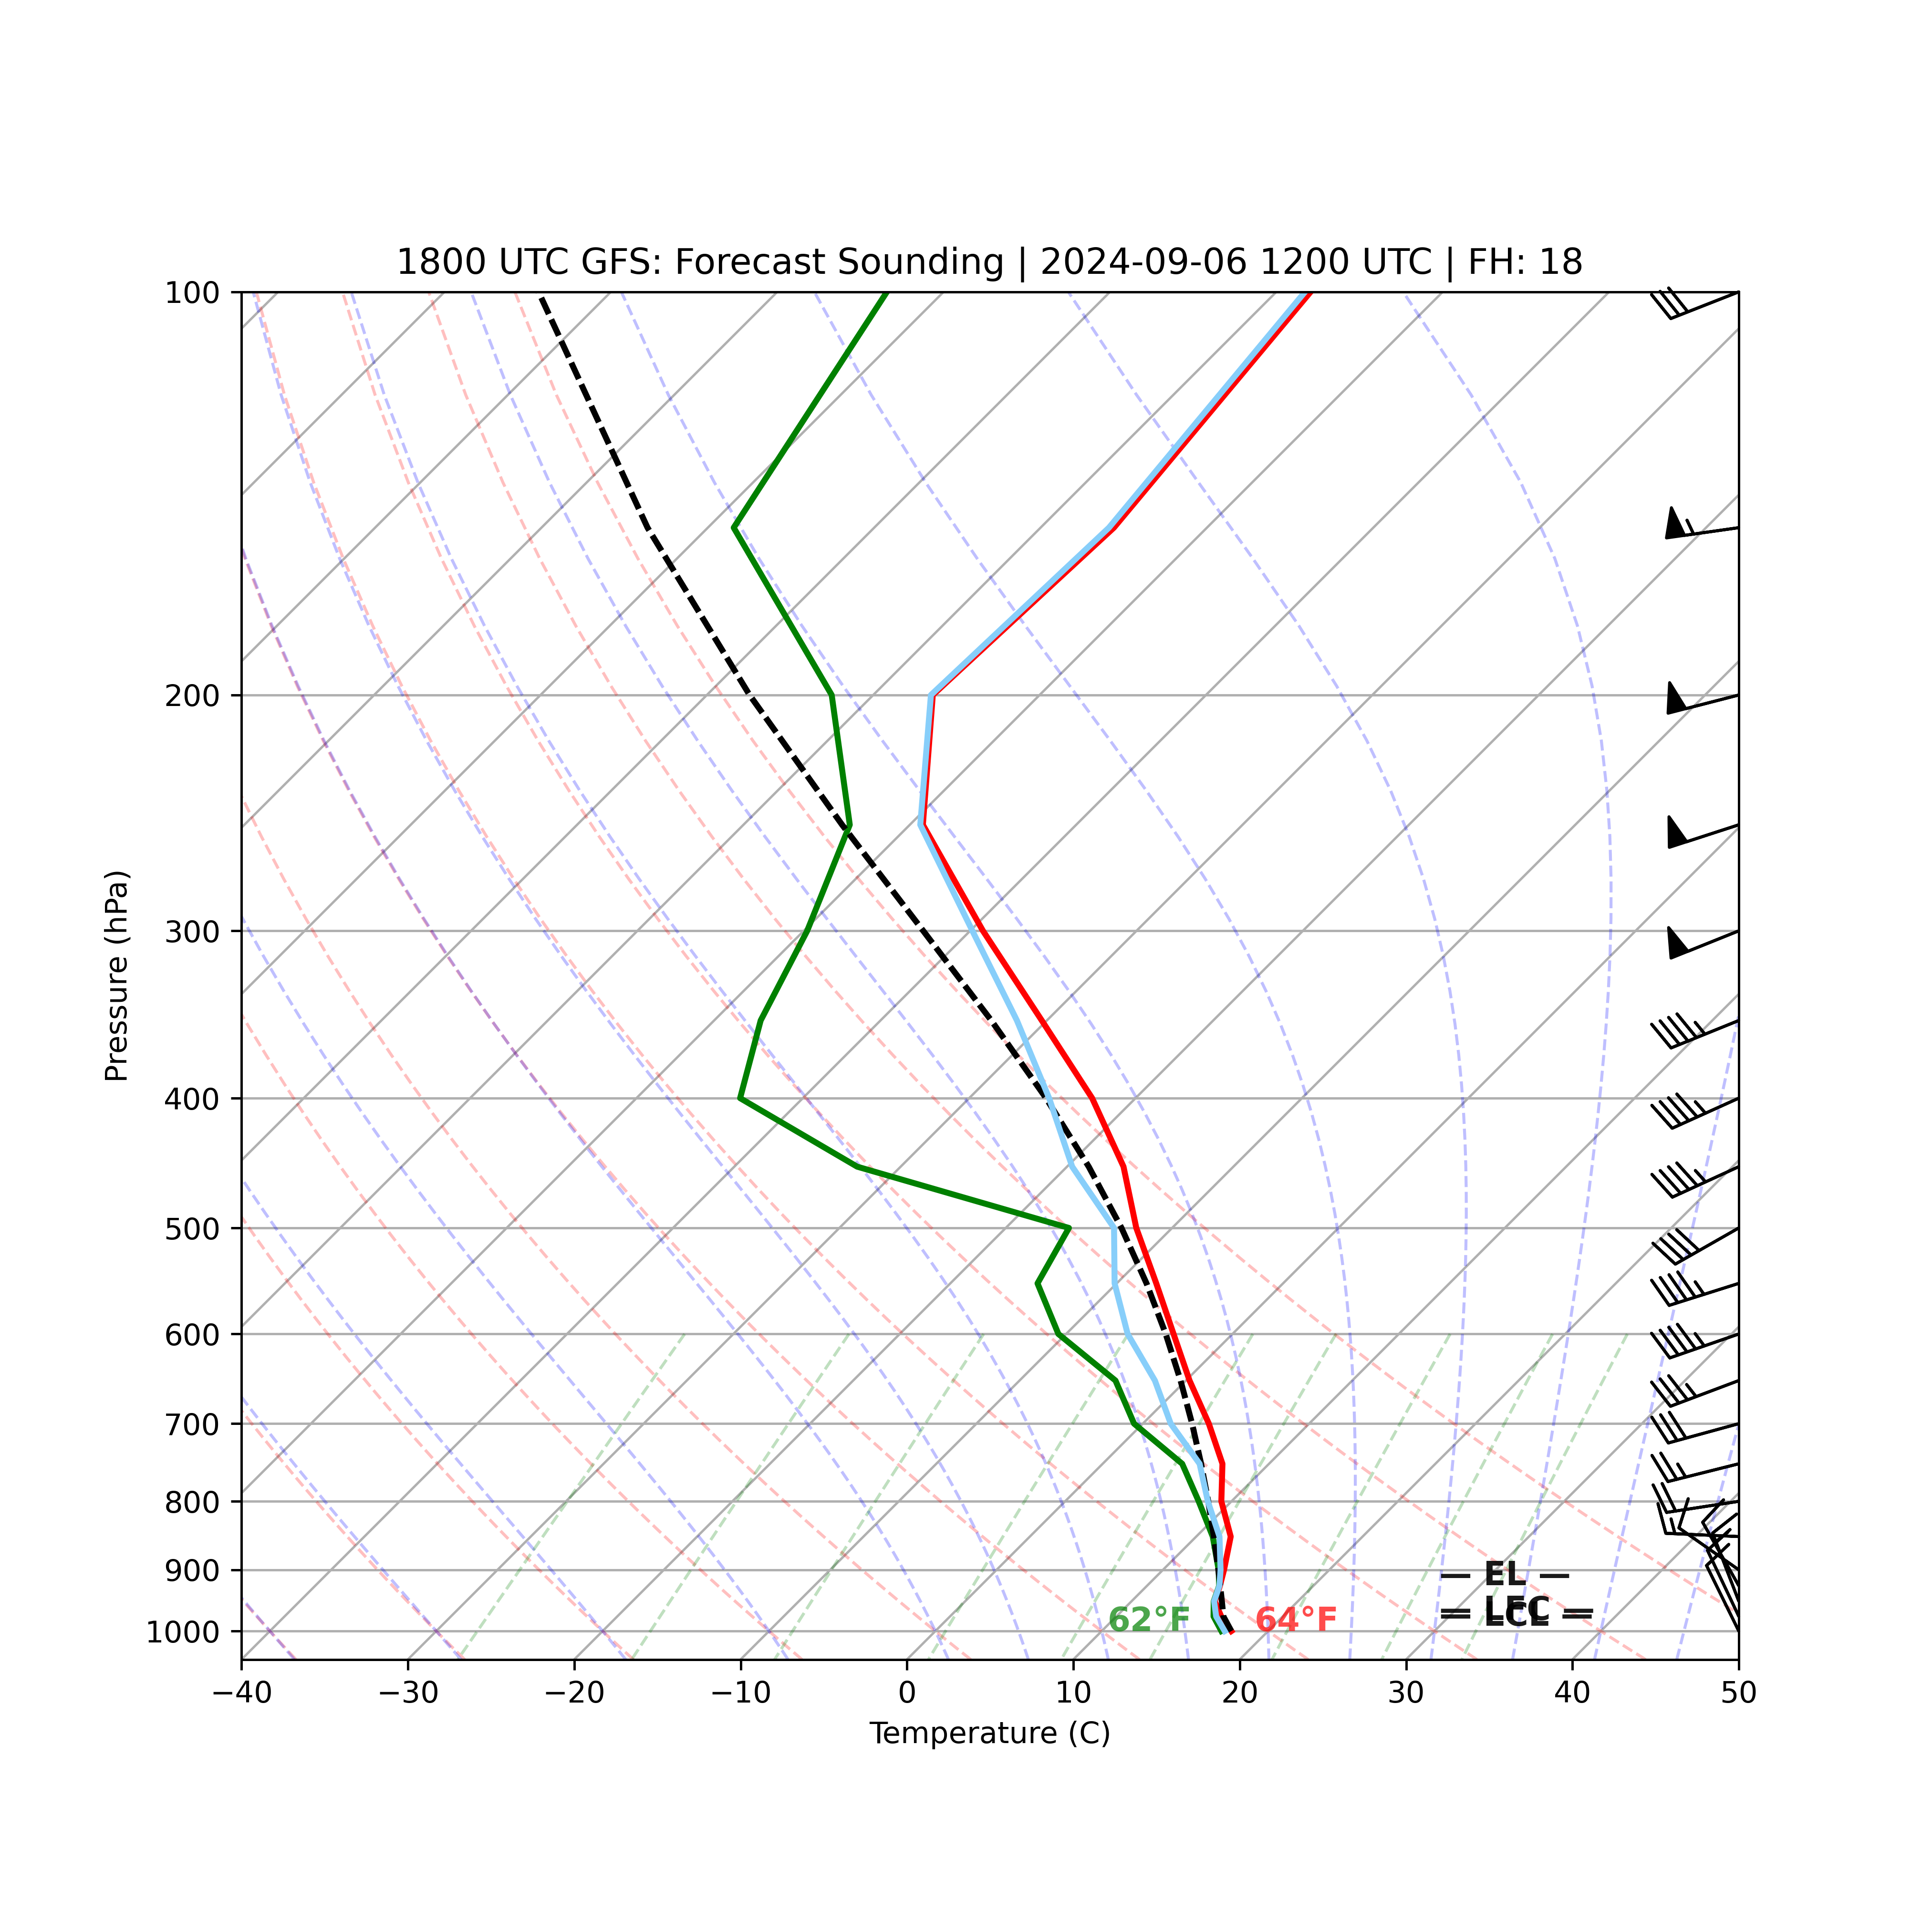 1800 UTC GFS: Forecast Sounding | 2024-09-06 1200 UTC | FH: 18
100
200
300
400
500
600
700
800
900
1000
Pressure (hPa)
— EL —
— LFC —
— LCL —
62°F
64°F
−40 −30 −20 −10 0 10 20 30 40 50
Temperature (C)